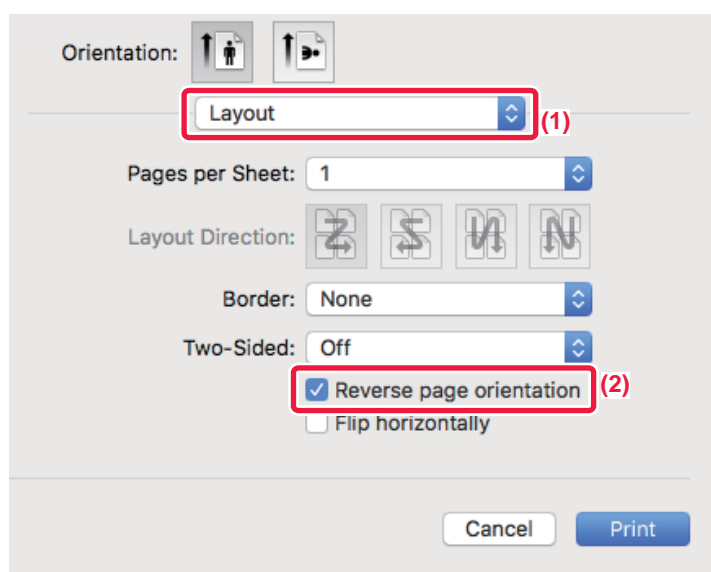 Orientation:
Layout
(1)
Pages per Sheet: 1
Layout Direction:
Border: None
Two-Sided: Off
Reverse page orientation (2)
Flip horizontally
Cancel Print